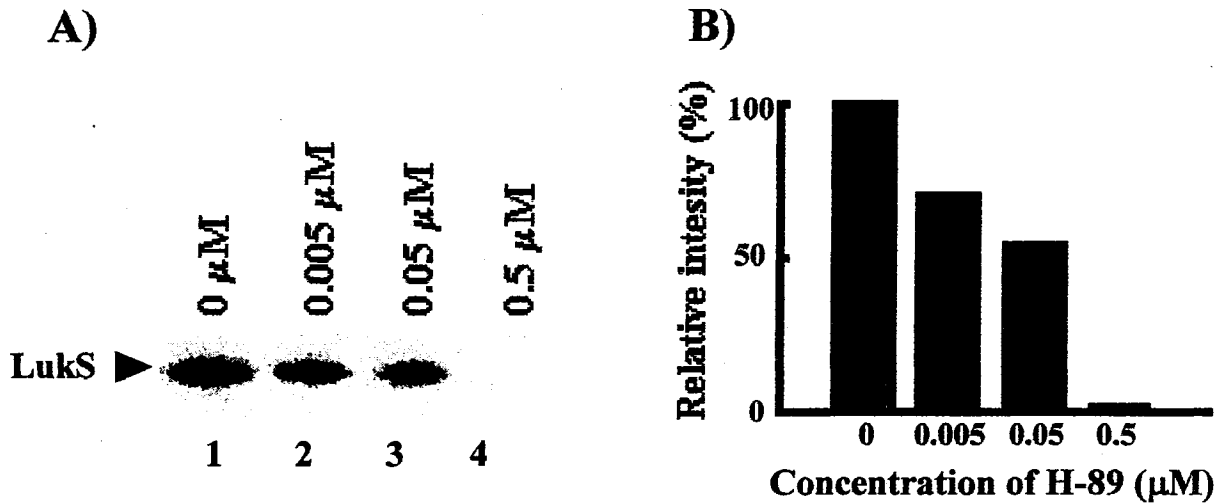 A)
0 µM
0.005 µM
0.05 µM
0.5 µM
LukS
1 2 3 4
B)
Relative intesity (%)
100
50
0
0 0.005 0.05 0.5
Concentration of H-89 (µM)